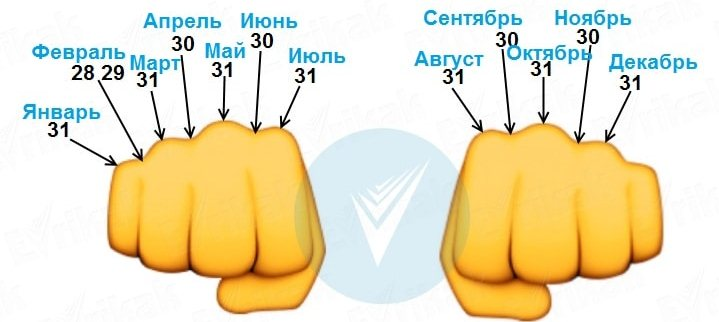 Январь
31
Февраль
28 29
Март
31
Апрель
30
Май
31
Июнь
30
Июль
31
Август
31
Сентябрь
30
Октябрь
31
Ноябрь
30
Декабрь
31